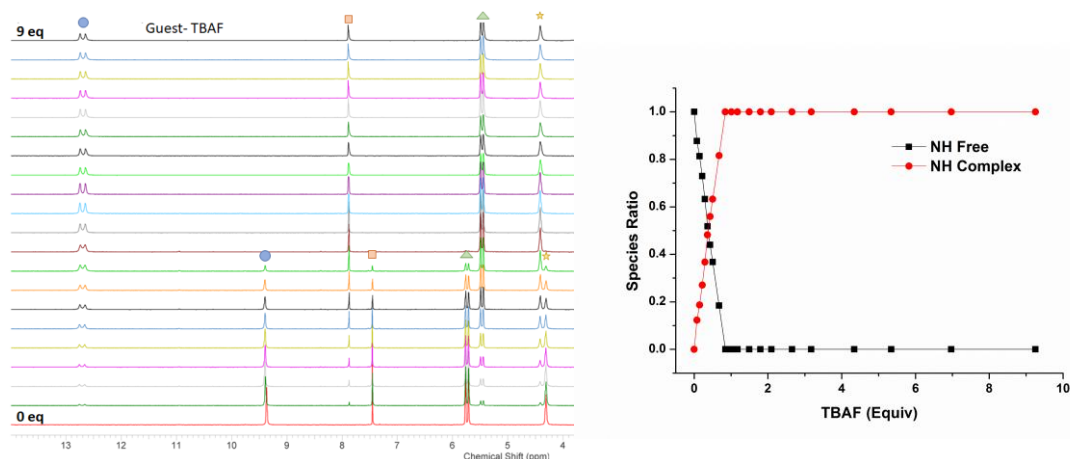 9 eq
Guest- TBAF
0 eq
13
12
11
10
9
8
7
6
5
4
Chemical Shift (ppm)
1.0
0.8
0.6
0.4
0.2
0.0
Species Ratio
NH Free
NH Complex
0
2
4
6
8
10
TBAF (Equiv)